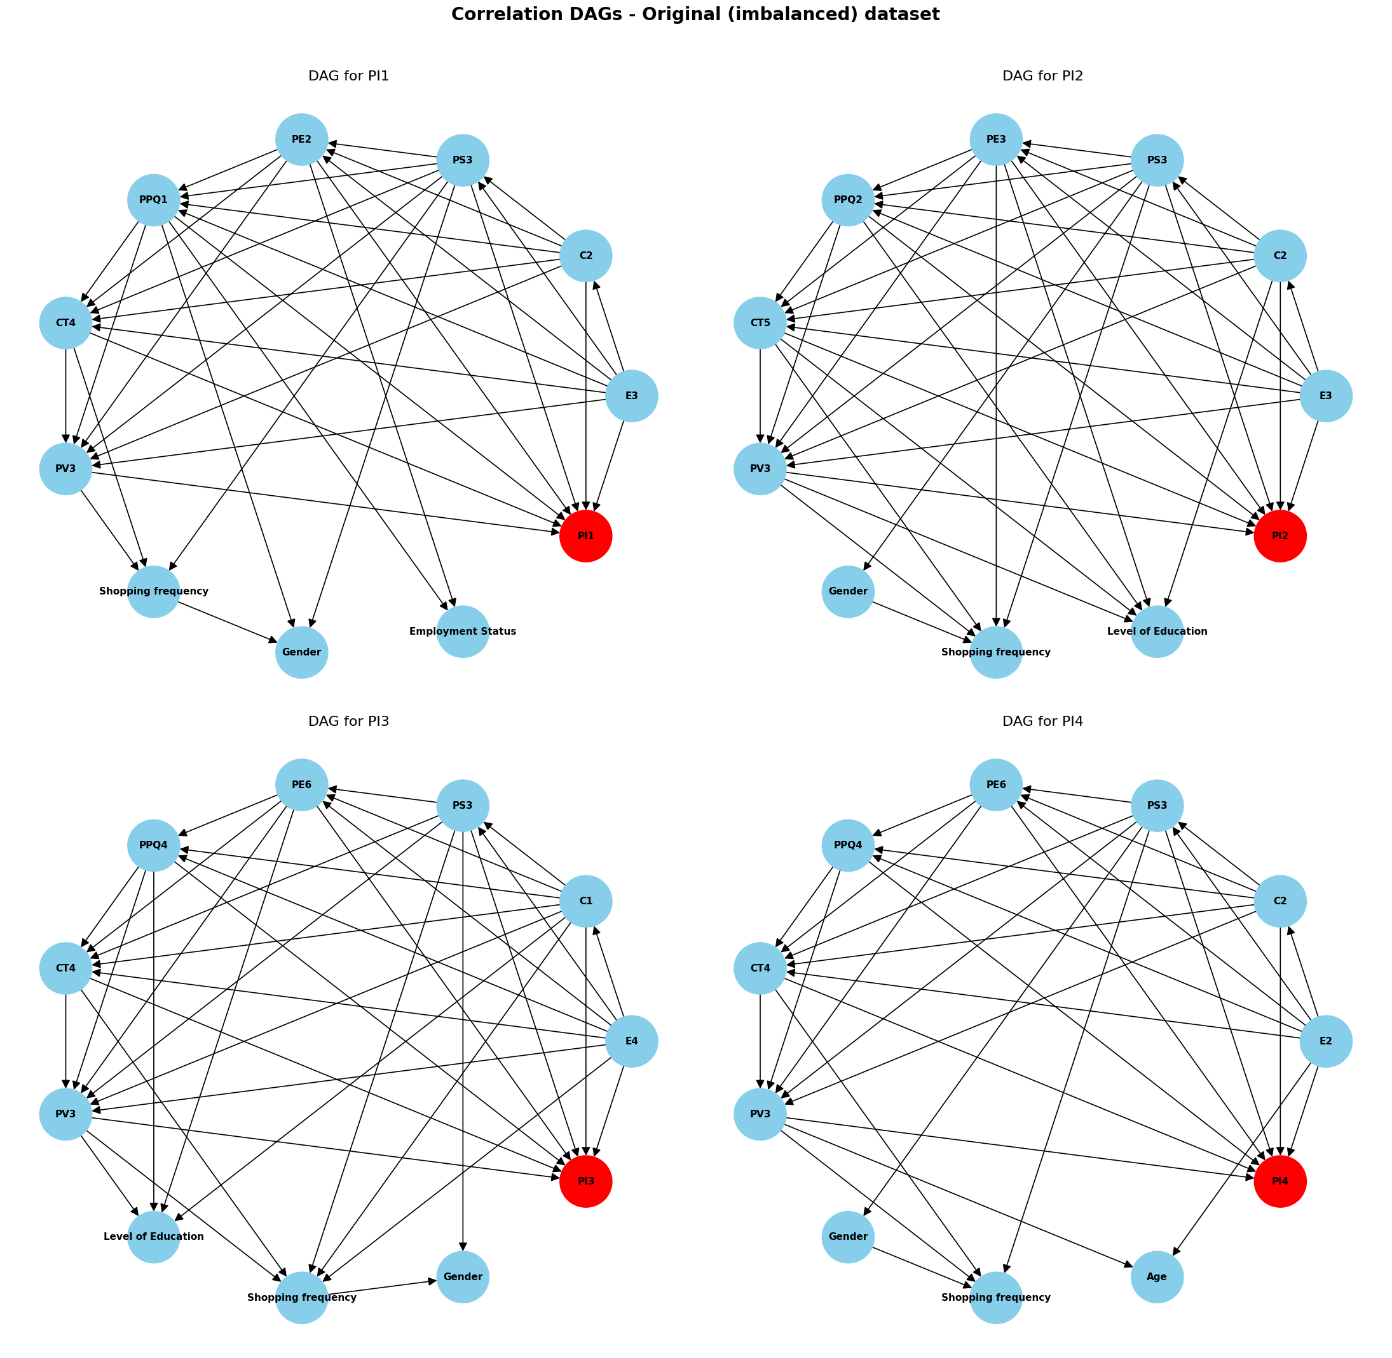 Correlation DAGs - Original (imbalanced) dataset
DAG for PI1
PE2
PS3
PPQ1
C2
CT4
E3
PV3
PI1
Shopping frequency
Employment Status
Gender
DAG for PI2
PE3
PS3
PPQ2
C2
CT5
E3
PV3
PI2
Gender
Level of Education
Shopping frequency
DAG for PI3
PE6
PS3
PPQ4
C1
CT4
E4
PV3
PI3
Level of Education
Gender
Shopping frequency
DAG for PI4
PE6
PS3
PPQ4
C2
CT4
E2
PV3
PI4
Gender
Age
Shopping frequency